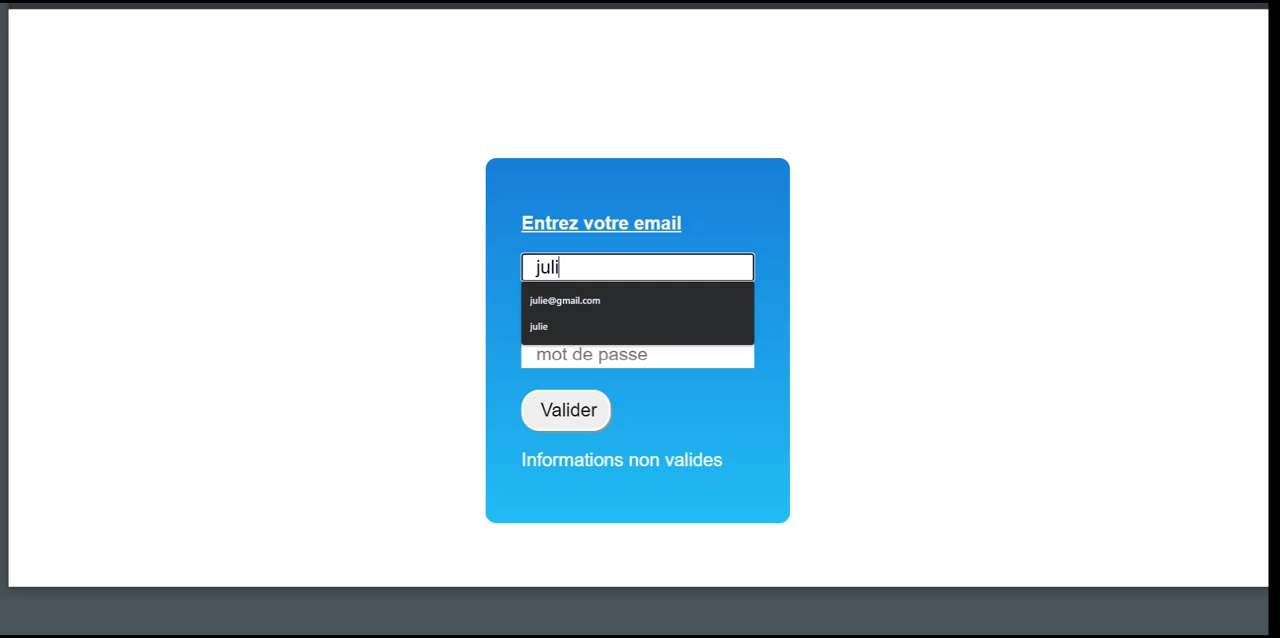 Entrez votre email
juli
julie@gmail.com
julie
mot de passe
Valider
Informations non valides